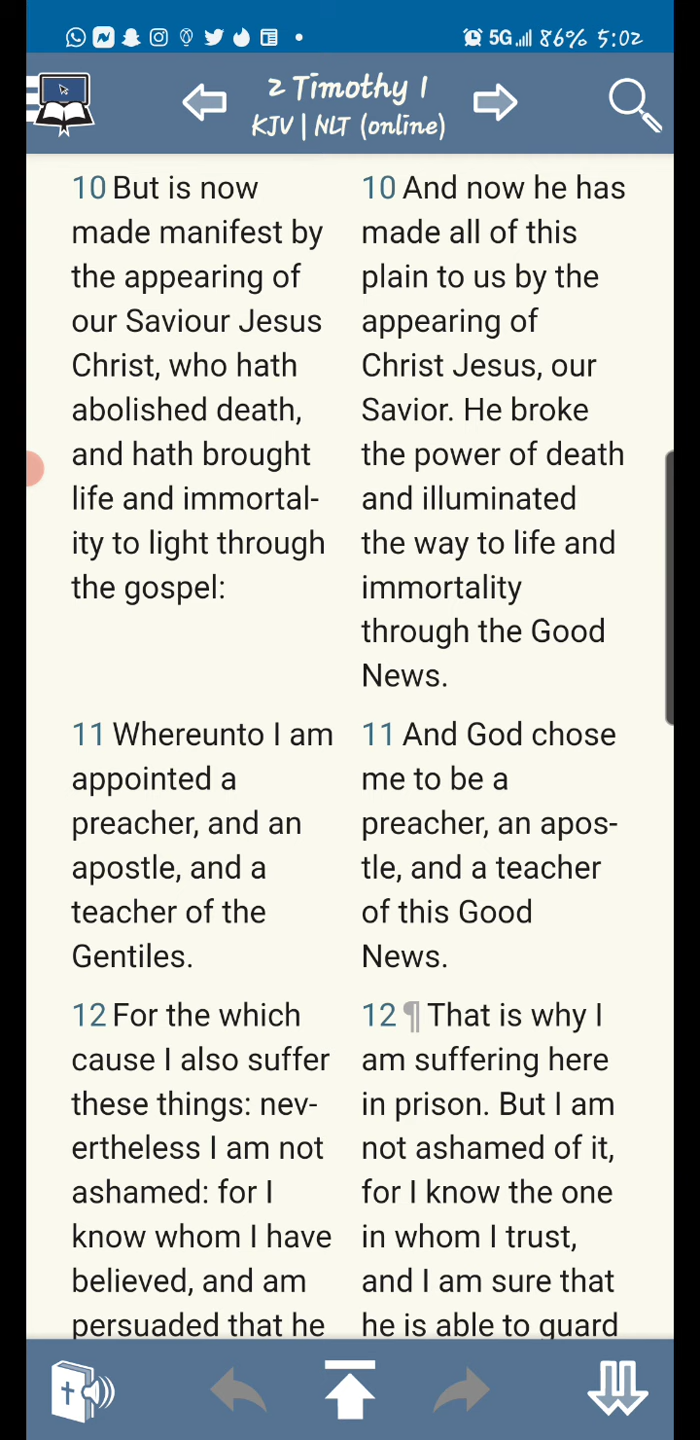 5G 86% 5:02
2 Timothy 1
KJV | NLT (online)
10 But is now
made manifest by
the appearing of
our Saviour Jesus
Christ, who hath
abolished death,
and hath brought
life and immortal-
ity to light through
the gospel:
10 And now he has
made all of this
plain to us by the
appearing of
Christ Jesus, our
Savior. He broke
the power of death
and illuminated
the way to life and
immortality
through the Good
News.
11 Whereunto I am
appointed a
preacher, and an
apostle, and a
teacher of the
Gentiles.
11 And God chose
me to be a
preacher, an apos-
tle, and a teacher
of this Good
News.
12 For the which
cause I also suffer
these things: nev-
ertheless I am not
ashamed: for I
know whom I have
believed, and am
persuaded that he
12 ¶ That is why I
am suffering here
in prison. But I am
not ashamed of it,
for I know the one
in whom I trust,
and I am sure that
he is able to guard